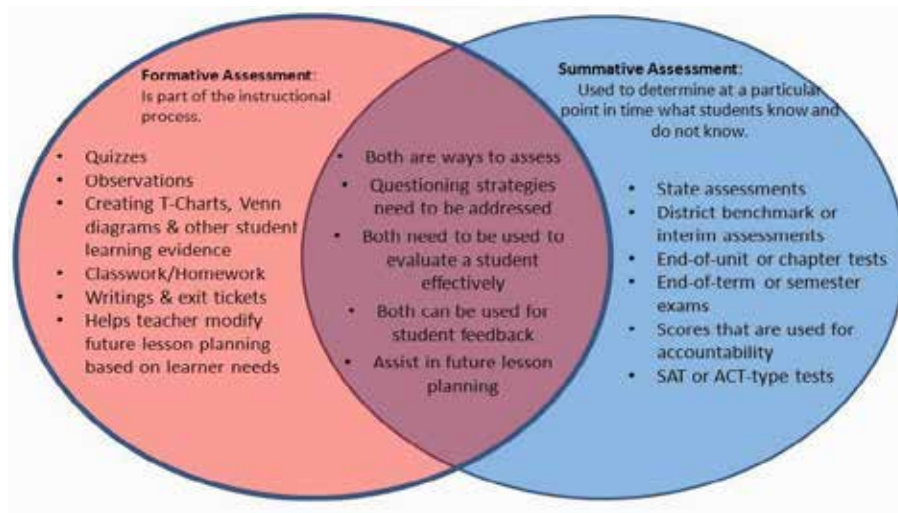 Formative Assessment:
Is part of the instructional
process.
• Quizzes
• Observations
• Creating T-Charts, Venn
diagrams & other student
learning evidence
• Classwork/Homework
• Writings & exit tickets
• Helps teacher modify
future lesson planning
based on learner needs
• Both are ways to assess
• Questioning strategies
need to be addressed
• Both need to be used to
evaluate a student
effectively
• Both can be used for
student feedback
• Assist in future lesson
planning
Summative Assessment:
Used to determine at a particular
point in time what students know and
do not know.
• State assessments
• District benchmark or
interim assessments
• End-of-unit or chapter tests
• End-of-term or semester
exams
• Scores that are used for
accountability
• SAT or ACT-type tests